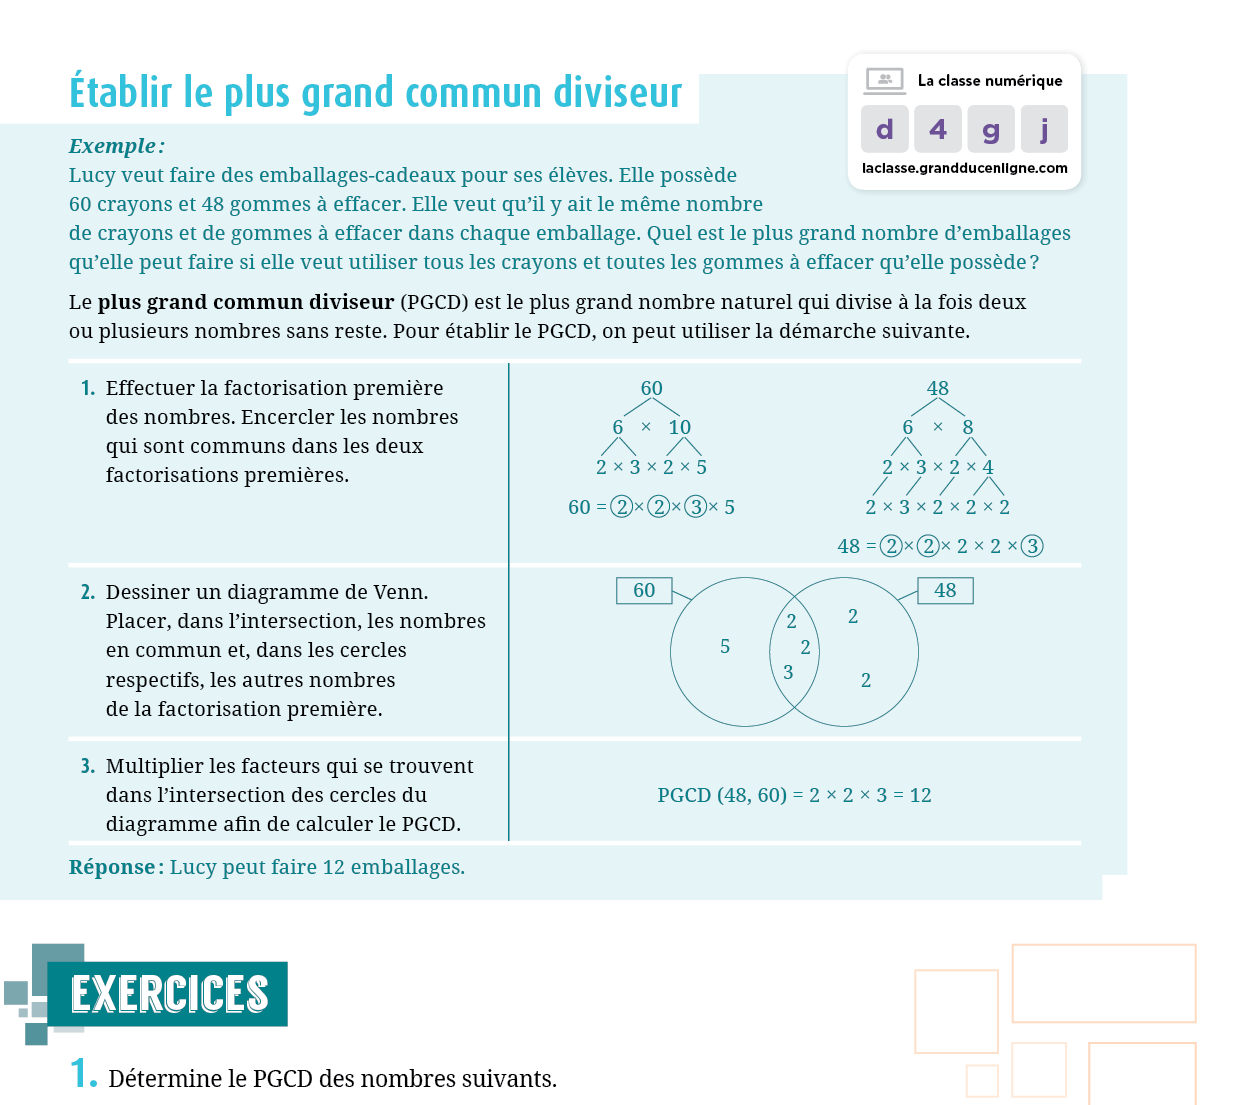 Établir le plus grand commun diviseur
La classe numérique
d 4 g j
laclasse.grandducenligne.com
Exemple :
Lucy veut faire des emballages-cadeaux pour ses élèves. Elle possède
60 crayons et 48 gommes à effacer. Elle veut qu’il y ait le même nombre
de crayons et de gommes à effacer dans chaque emballage. Quel est le plus grand nombre d’emballages
qu’elle peut faire si elle veut utiliser tous les crayons et toutes les gommes à effacer qu’elle possède ?
Le plus grand commun diviseur (PGCD) est le plus grand nombre naturel qui divise à la fois deux
ou plusieurs nombres sans reste. Pour établir le PGCD, on peut utiliser la démarche suivante.
1. Effectuer la factorisation première
des nombres. Encercler les nombres
qui sont communs dans les deux
factorisations premières.
60
6 × 10
2 × 3 × 2 × 5
60 = 2 × 2 × 3 × 5
48
6 × 8
2 × 3 × 2 × 4
2 × 3 × 2 × 2 × 2
48 = 2 × 2 × 2 × 2 × 3
2. Dessiner un diagramme de Venn.
Placer, dans l’intersection, les nombres
en commun et, dans les cercles
respectifs, les autres nombres
de la factorisation première.
60
48
5
2
2
3
2
2
3. Multiplier les facteurs qui se trouvent
dans l’intersection des cercles du
diagramme afin de calculer le PGCD.
PGCD (48, 60) = 2 × 2 × 3 = 12
Réponse : Lucy peut faire 12 emballages.
EXERCICES
1. Détermine le PGCD des nombres suivants.